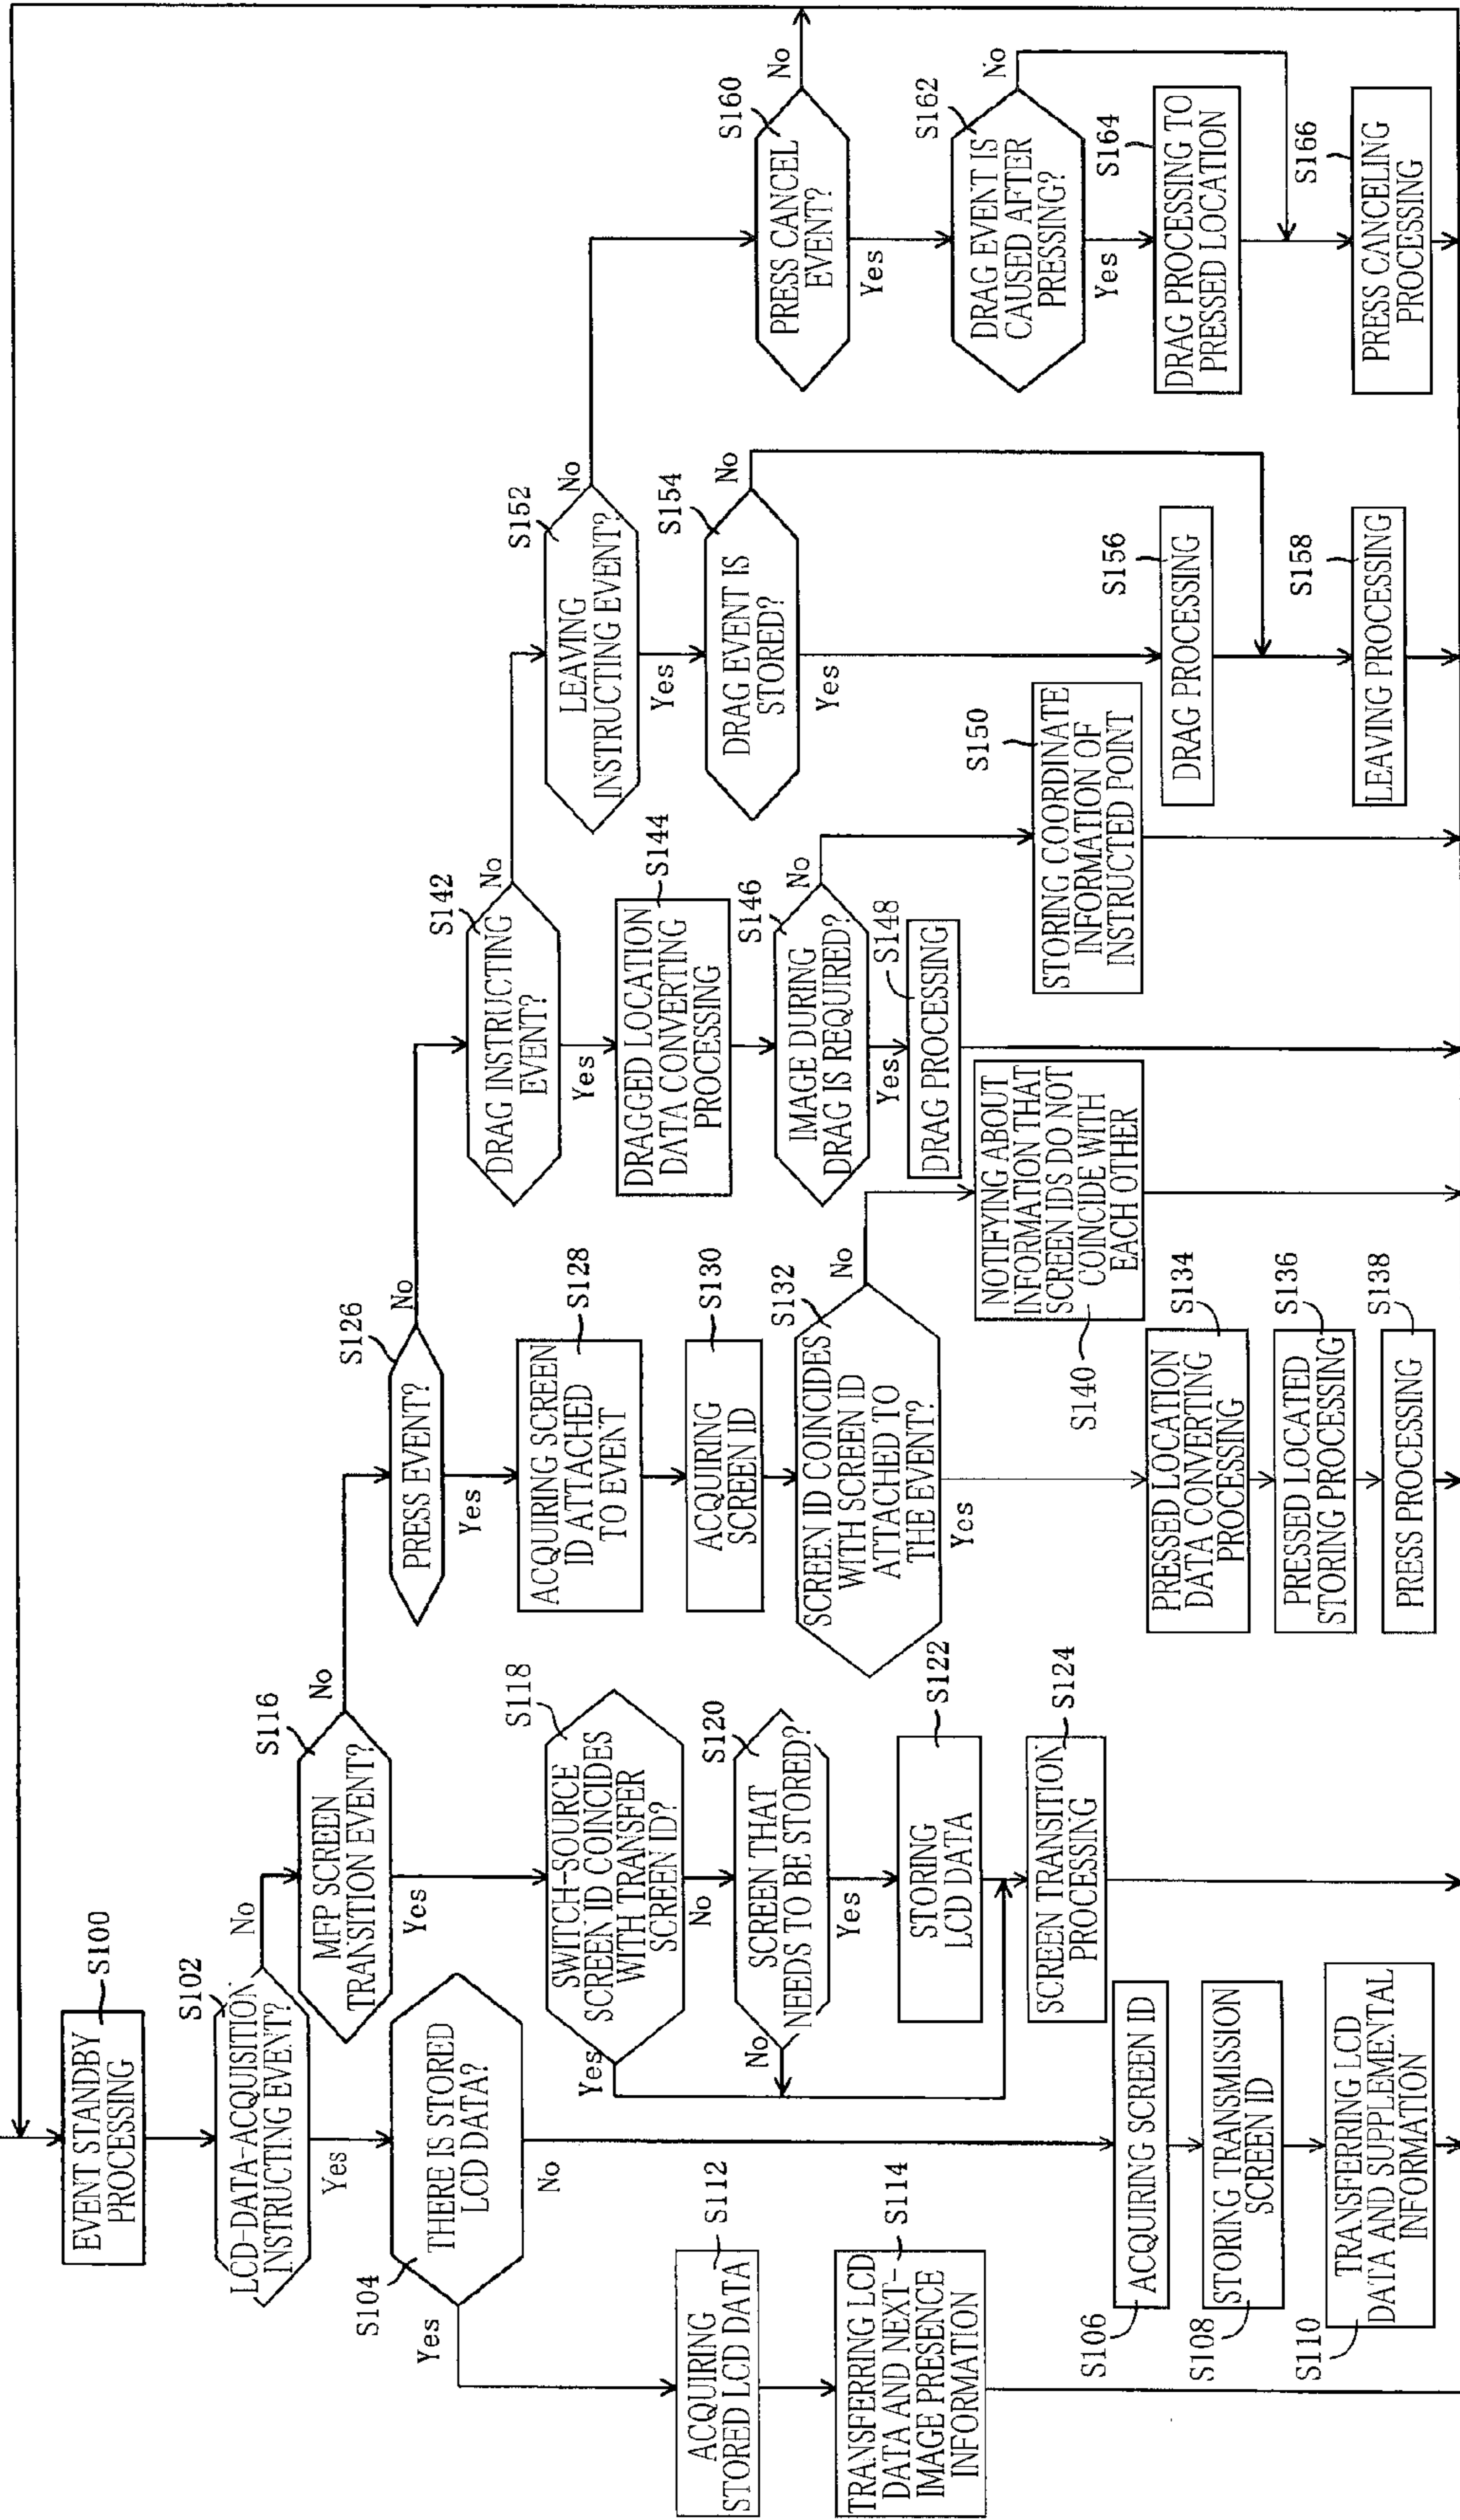 EVENT STANDBY
PROCESSING
S100
LCD-DATA-ACQUISITION
INSTRUCTING EVENT?
S102
No
Yes
THERE IS STORED
LCD DATA?
S104
Yes
No
ACQUIRING
STORED LCD DATA
S112
TRANSFERRING LCD
DATA AND NEXT-
IMAGE PRESENCE
INFORMATION
S114
ACQUIRING SCREEN ID
S106
STORING TRANSMISSION
SCREEN ID
S108
TRANSFERRING LCD
DATA AND SUPPLEMENTAL
INFORMATION
S110
MFP SCREEN
TRANSITION EVENT?
S116
No
Yes
SWITCH-SOURCE
SCREEN ID COINCIDES
WITH TRANSFER
SCREEN ID?
S118
Yes
No
SCREEN THAT
NEEDS TO BE STORED?
S120
No
Yes
STORING
LCD DATA
S122
SCREEN TRANSITION
PROCESSING
S124
PRESS EVENT?
S126
No
Yes
ACQUIRING SCREEN
ID ATTACHED
TO EVENT
S128
ACQUIRING
SCREEN ID
S130
SCREEN ID COINCIDES
WITH SCREEN ID
ATTACHED TO
THE EVENT?
S132
No
Yes
PRESSED LOCATION
DATA CONVERTING
PROCESSING
S134
PRESSED LOCATED
STORING PROCESSING
S136
PRESS PROCESSING
S138
NOTIFYING ABOUT
INFORMATION THAT
SCREEN IDS DO NOT
COINCIDE WITH
EACH OTHER
S140
DRAG INSTRUCTING
EVENT?
S142
No
Yes
DRAGGED LOCATION
DATA CONVERTING
PROCESSING
S144
IMAGE DURING
DRAG IS REQUIRED?
S146
No
Yes
DRAG PROCESSING
S148
STORING COORDINATE
INFORMATION OF
INSTRUCTED POINT
S150
LEAVING
INSTRUCTING EVENT?
S152
No
Yes
DRAG EVENT IS
STORED?
S154
No
Yes
DRAG PROCESSING
S156
LEAVING PROCESSING
S158
PRESS CANCEL
EVENT?
S160
No
Yes
DRAG EVENT IS
CAUSED AFTER
PRESSING?
S162
No
Yes
DRAG PROCESSING TO
PRESSED LOCATION
S164
PRESS CANCELING
PROCESSING
S166